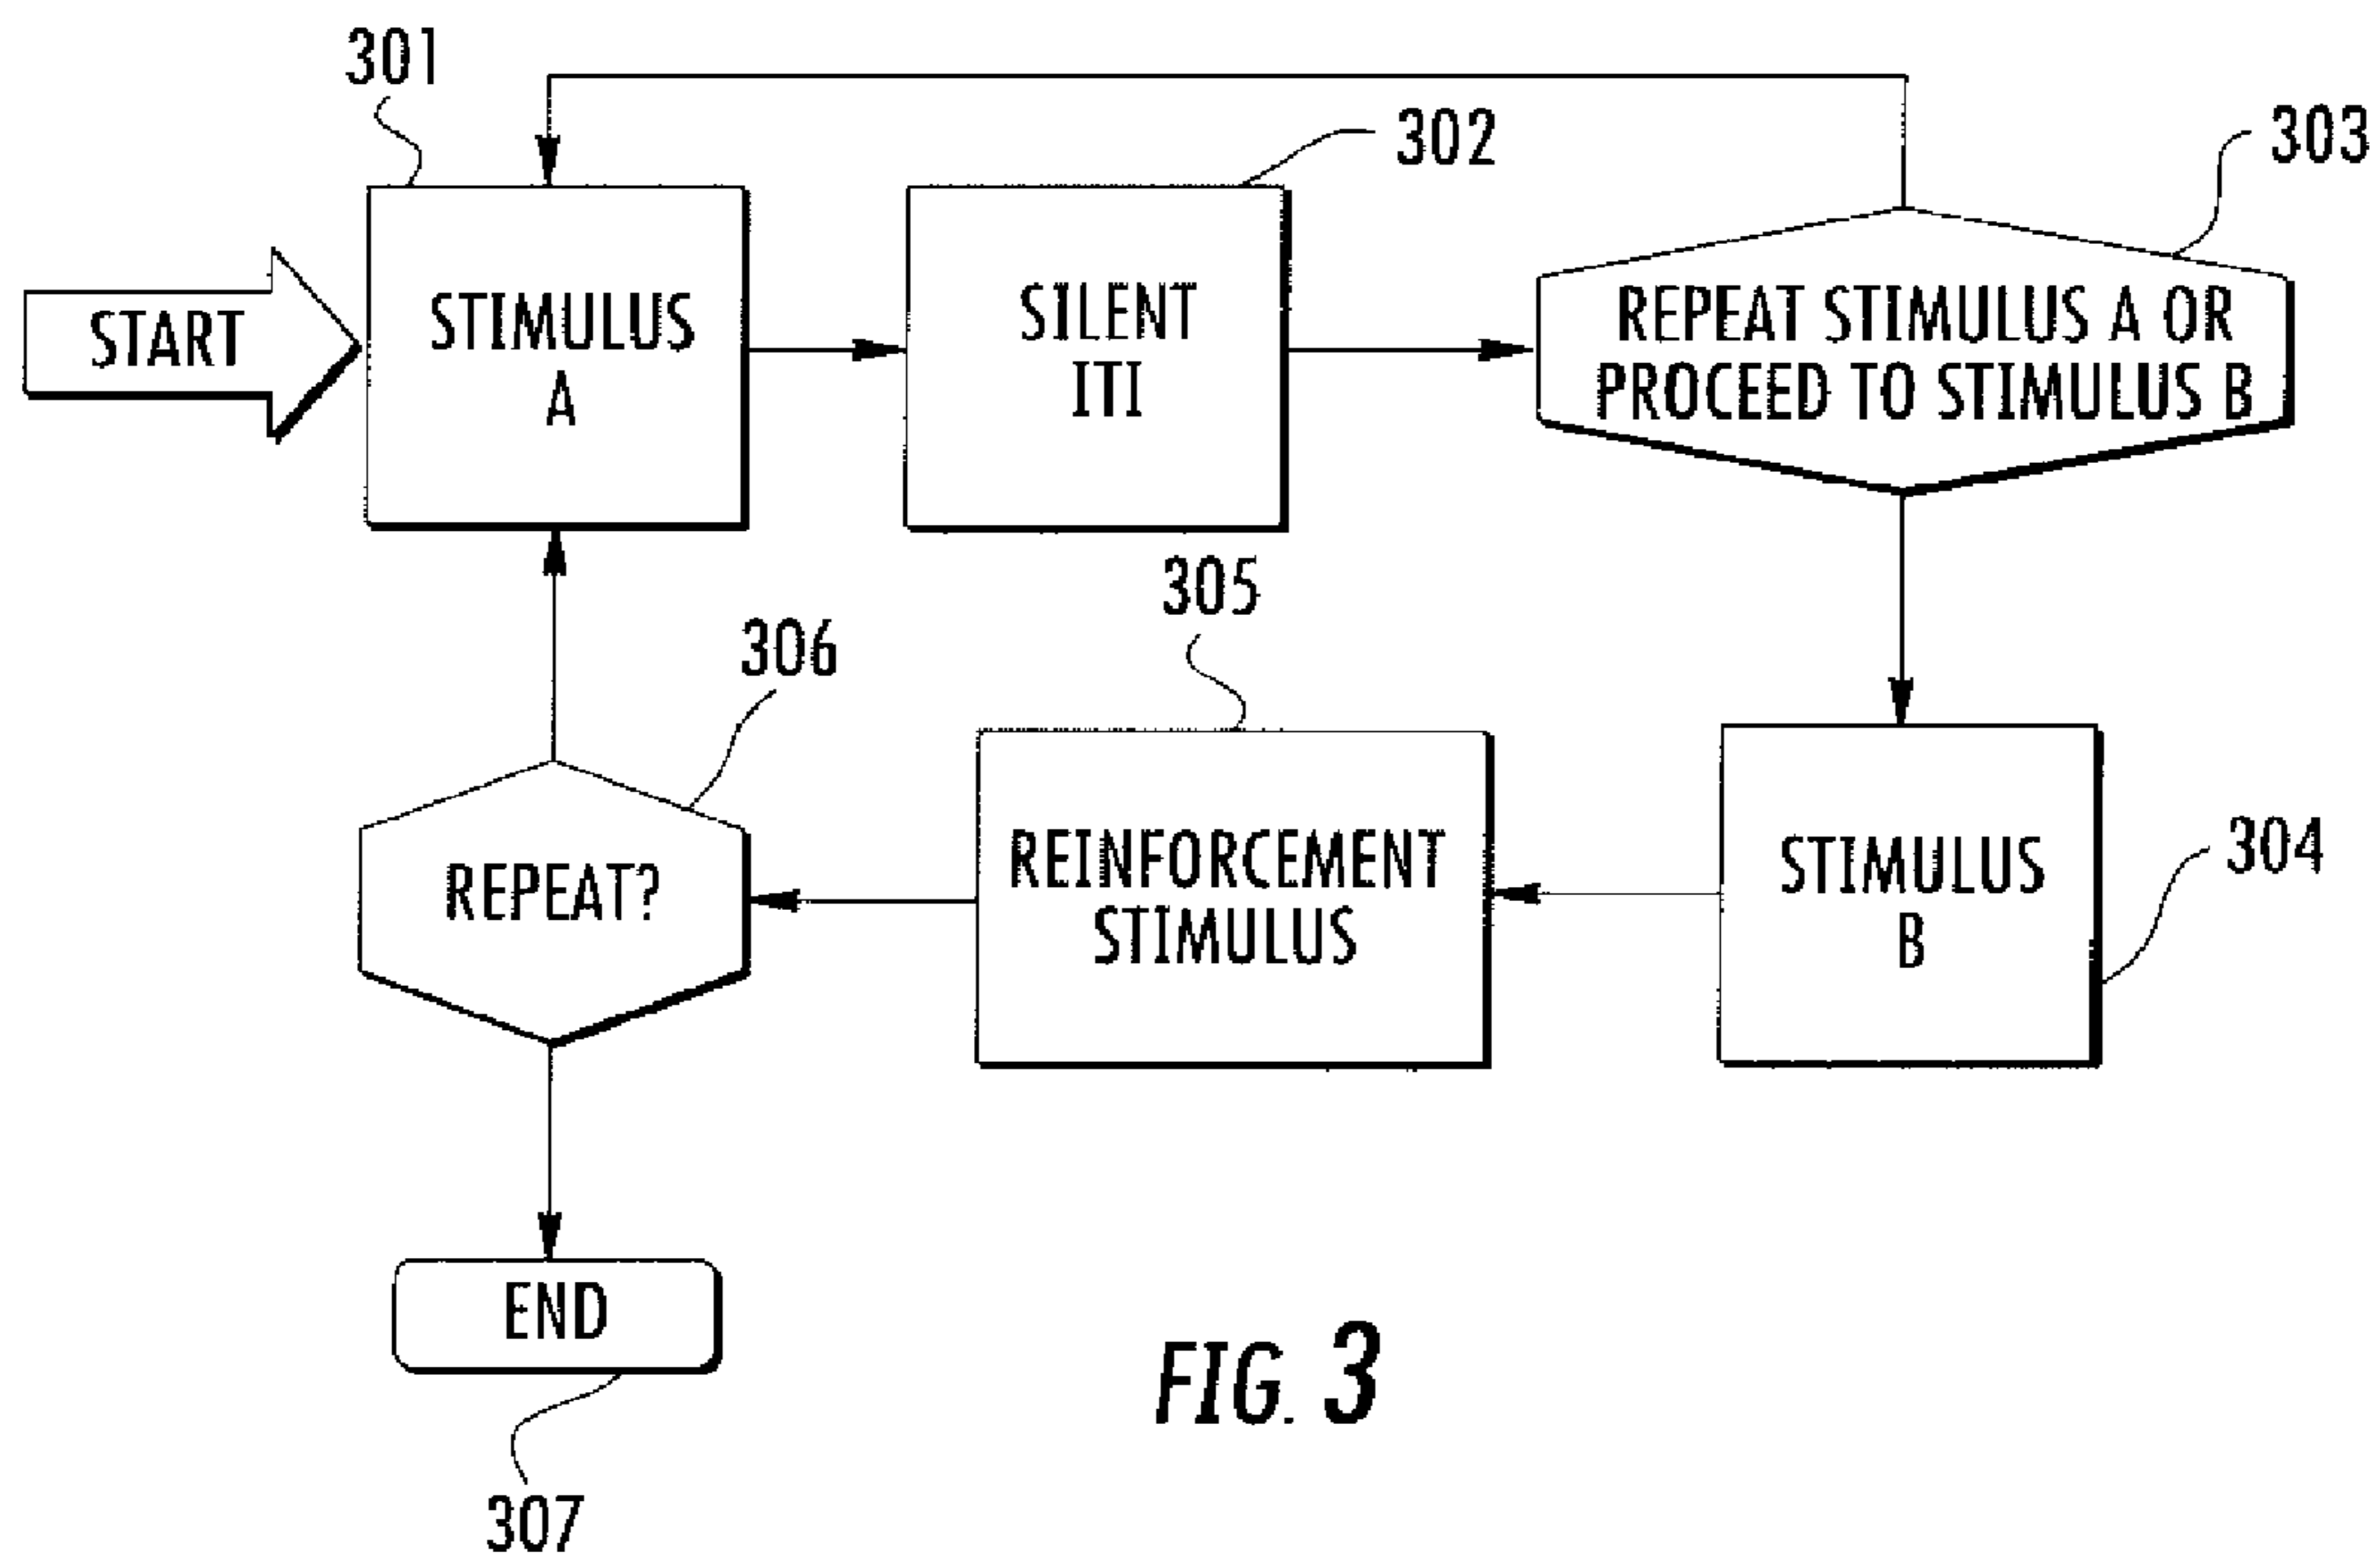 301
302
303
START
STIMULUS
A
SILENT
ITI
REPEAT STIMULUS A OR
PROCEED TO STIMULUS B
305
306
REPEAT?
REINFORCEMENT
STIMULUS
STIMULUS
B
304
END
307
FIG. 3